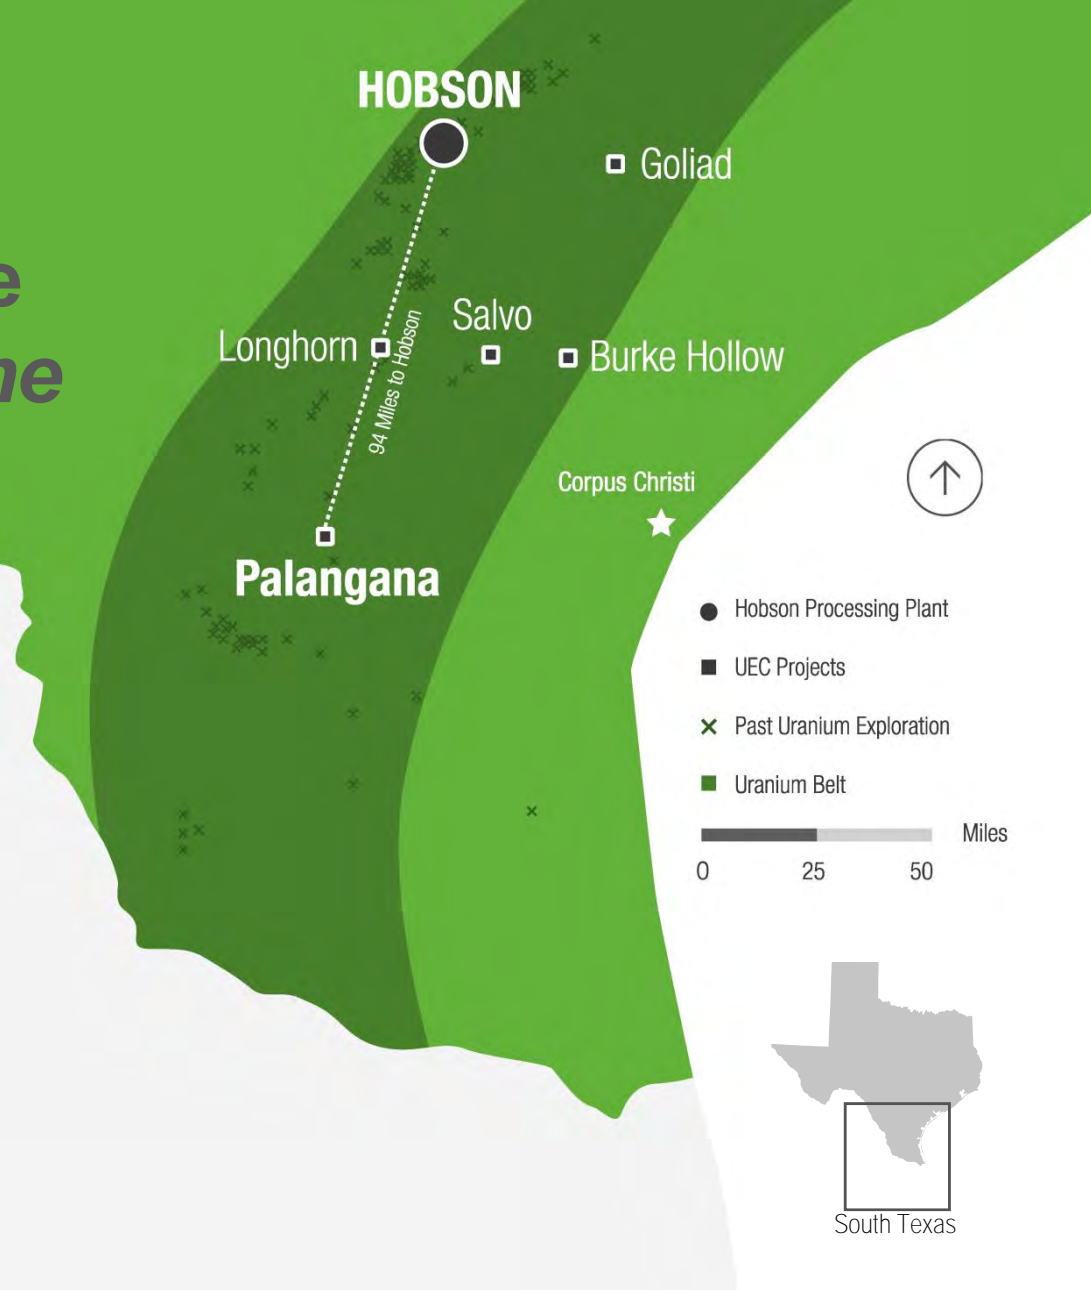 HOBSON
Goliad
Salvo
Longhorn
Burke Hollow
94 Miles to Hobson
Corpus Christi
Palangana
Hobson Processing Plant
UEC Projects
Past Uranium Exploration
Uranium Belt
Miles
0 25 50
South Texas